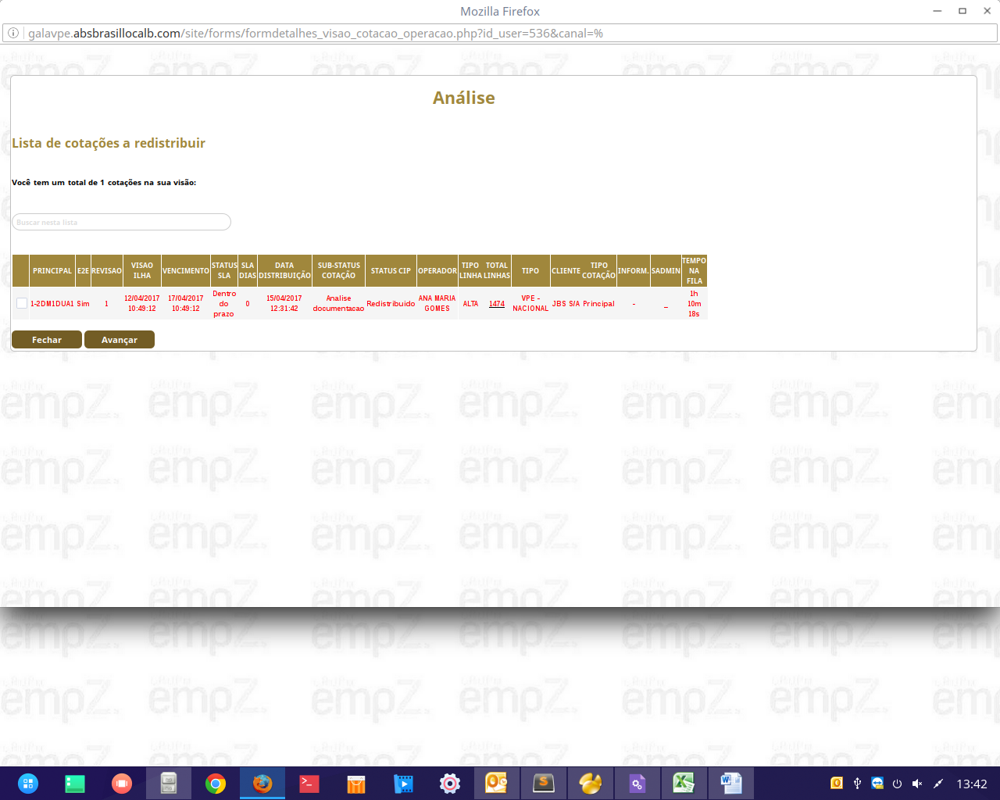 Mozilla Firefox
galavpe.absbrasillocalb.com/site/forms/formdetalhes_visao_cotacao_operacao.php?id_user=536&canal=%
Análise
Lista de cotações a redistribuir
Você tem um total de 1 cotações na sua visão:
Buscar nesta lista
PRINCIPAL E2E REVISAO VISAO ILHA VENCIMENTO STATUS SLA SLA DIAS DATA DISTRIBUIÇÃO SUB-STATUS COTAÇÃO STATUS CIP OPERADOR TIPO LINHA TOTAL LINHAS TIPO CLIENTE TIPO COTAÇÃO INFORM. SADMIN TEMPO NA FILA
1-2DM1DUA1 Sim 1 12/04/2017 10:49:12 17/04/2017 10:49:12 Dentro do prazo 0 15/04/2017 12:31:42 Analise documentacao Redistribuido ANA MARIA GOMES ALTA 1474 VPE - NACIONAL JBS S/A Principal - _ 1h 10m 18s
Fechar Avançar
GRUPO empZ
13:42